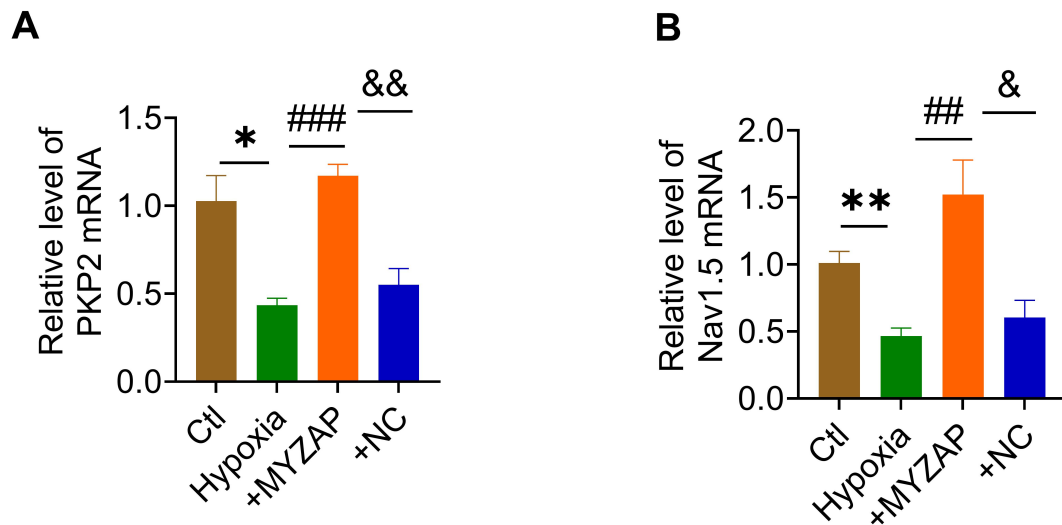 A
Relative level of
PKP2 mRNA
1.5
1.0
0.5
0.0
*
###
&&
Ctl
Hypoxia
+MYZAP
+NC
B
Relative level of
Nav1.5 mRNA
2.0
1.5
1.0
0.5
0.0
**
##
&
Ctl
Hypoxia
+MYZAP
+NC